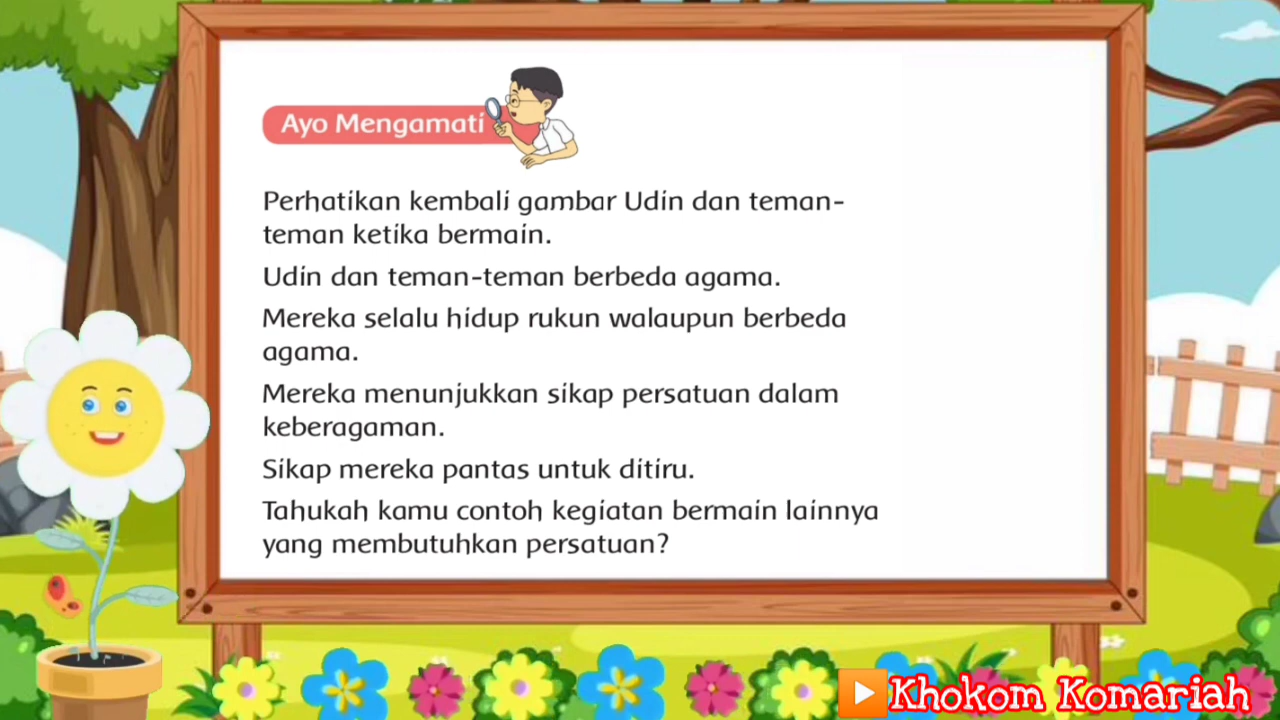 Ayo Mengamati
Perhatikan kembali gambar Udin dan teman-
teman ketika bermain.
Udin dan teman-teman berbeda agama.
Mereka selalu hidup rukun walaupun berbeda
agama.
Mereka menunjukkan sikap persatuan dalam
keberagaman.
Sikap mereka pantas untuk ditiru.
Tahukah kamu contoh kegiatan bermain lainnya
yang membutuhkan persatuan?
Khokom Komariah